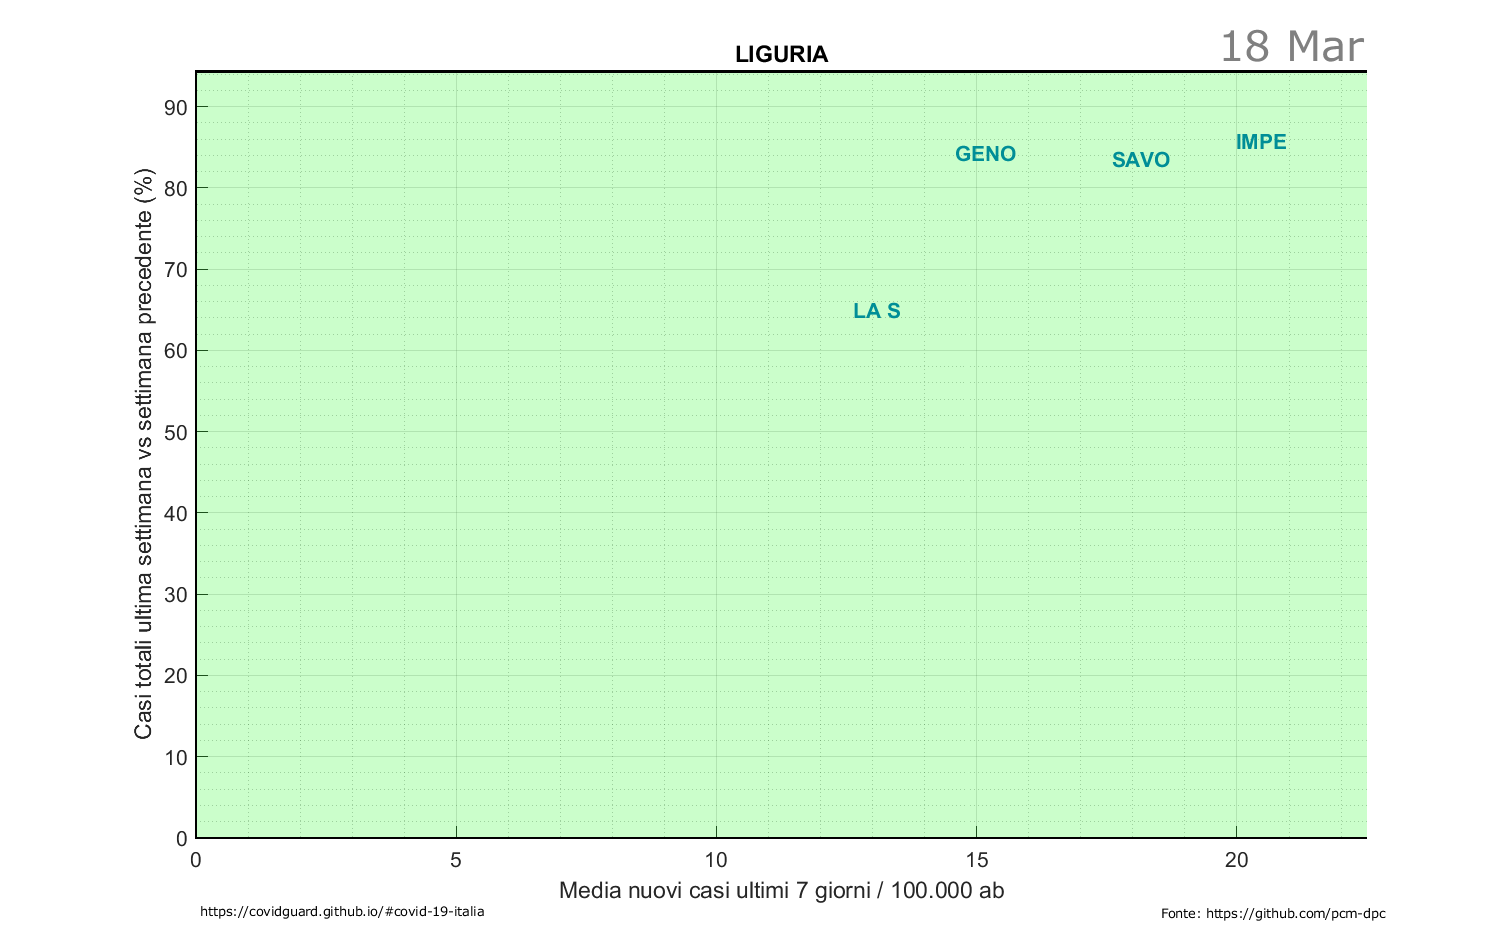 18 Mar
LIGURIA
Casi totali ultima settimana vs settimana precedente (%)
90
80
70
60
50
40
30
20
10
0
IMPE
GENO
SAVO
LA S
0 5 10 15 20
Media nuovi casi ultimi 7 giorni / 100.000 ab
https://covidguard.github.io/#covid-19-italia
Fonte: https://github.com/pcm-dpc